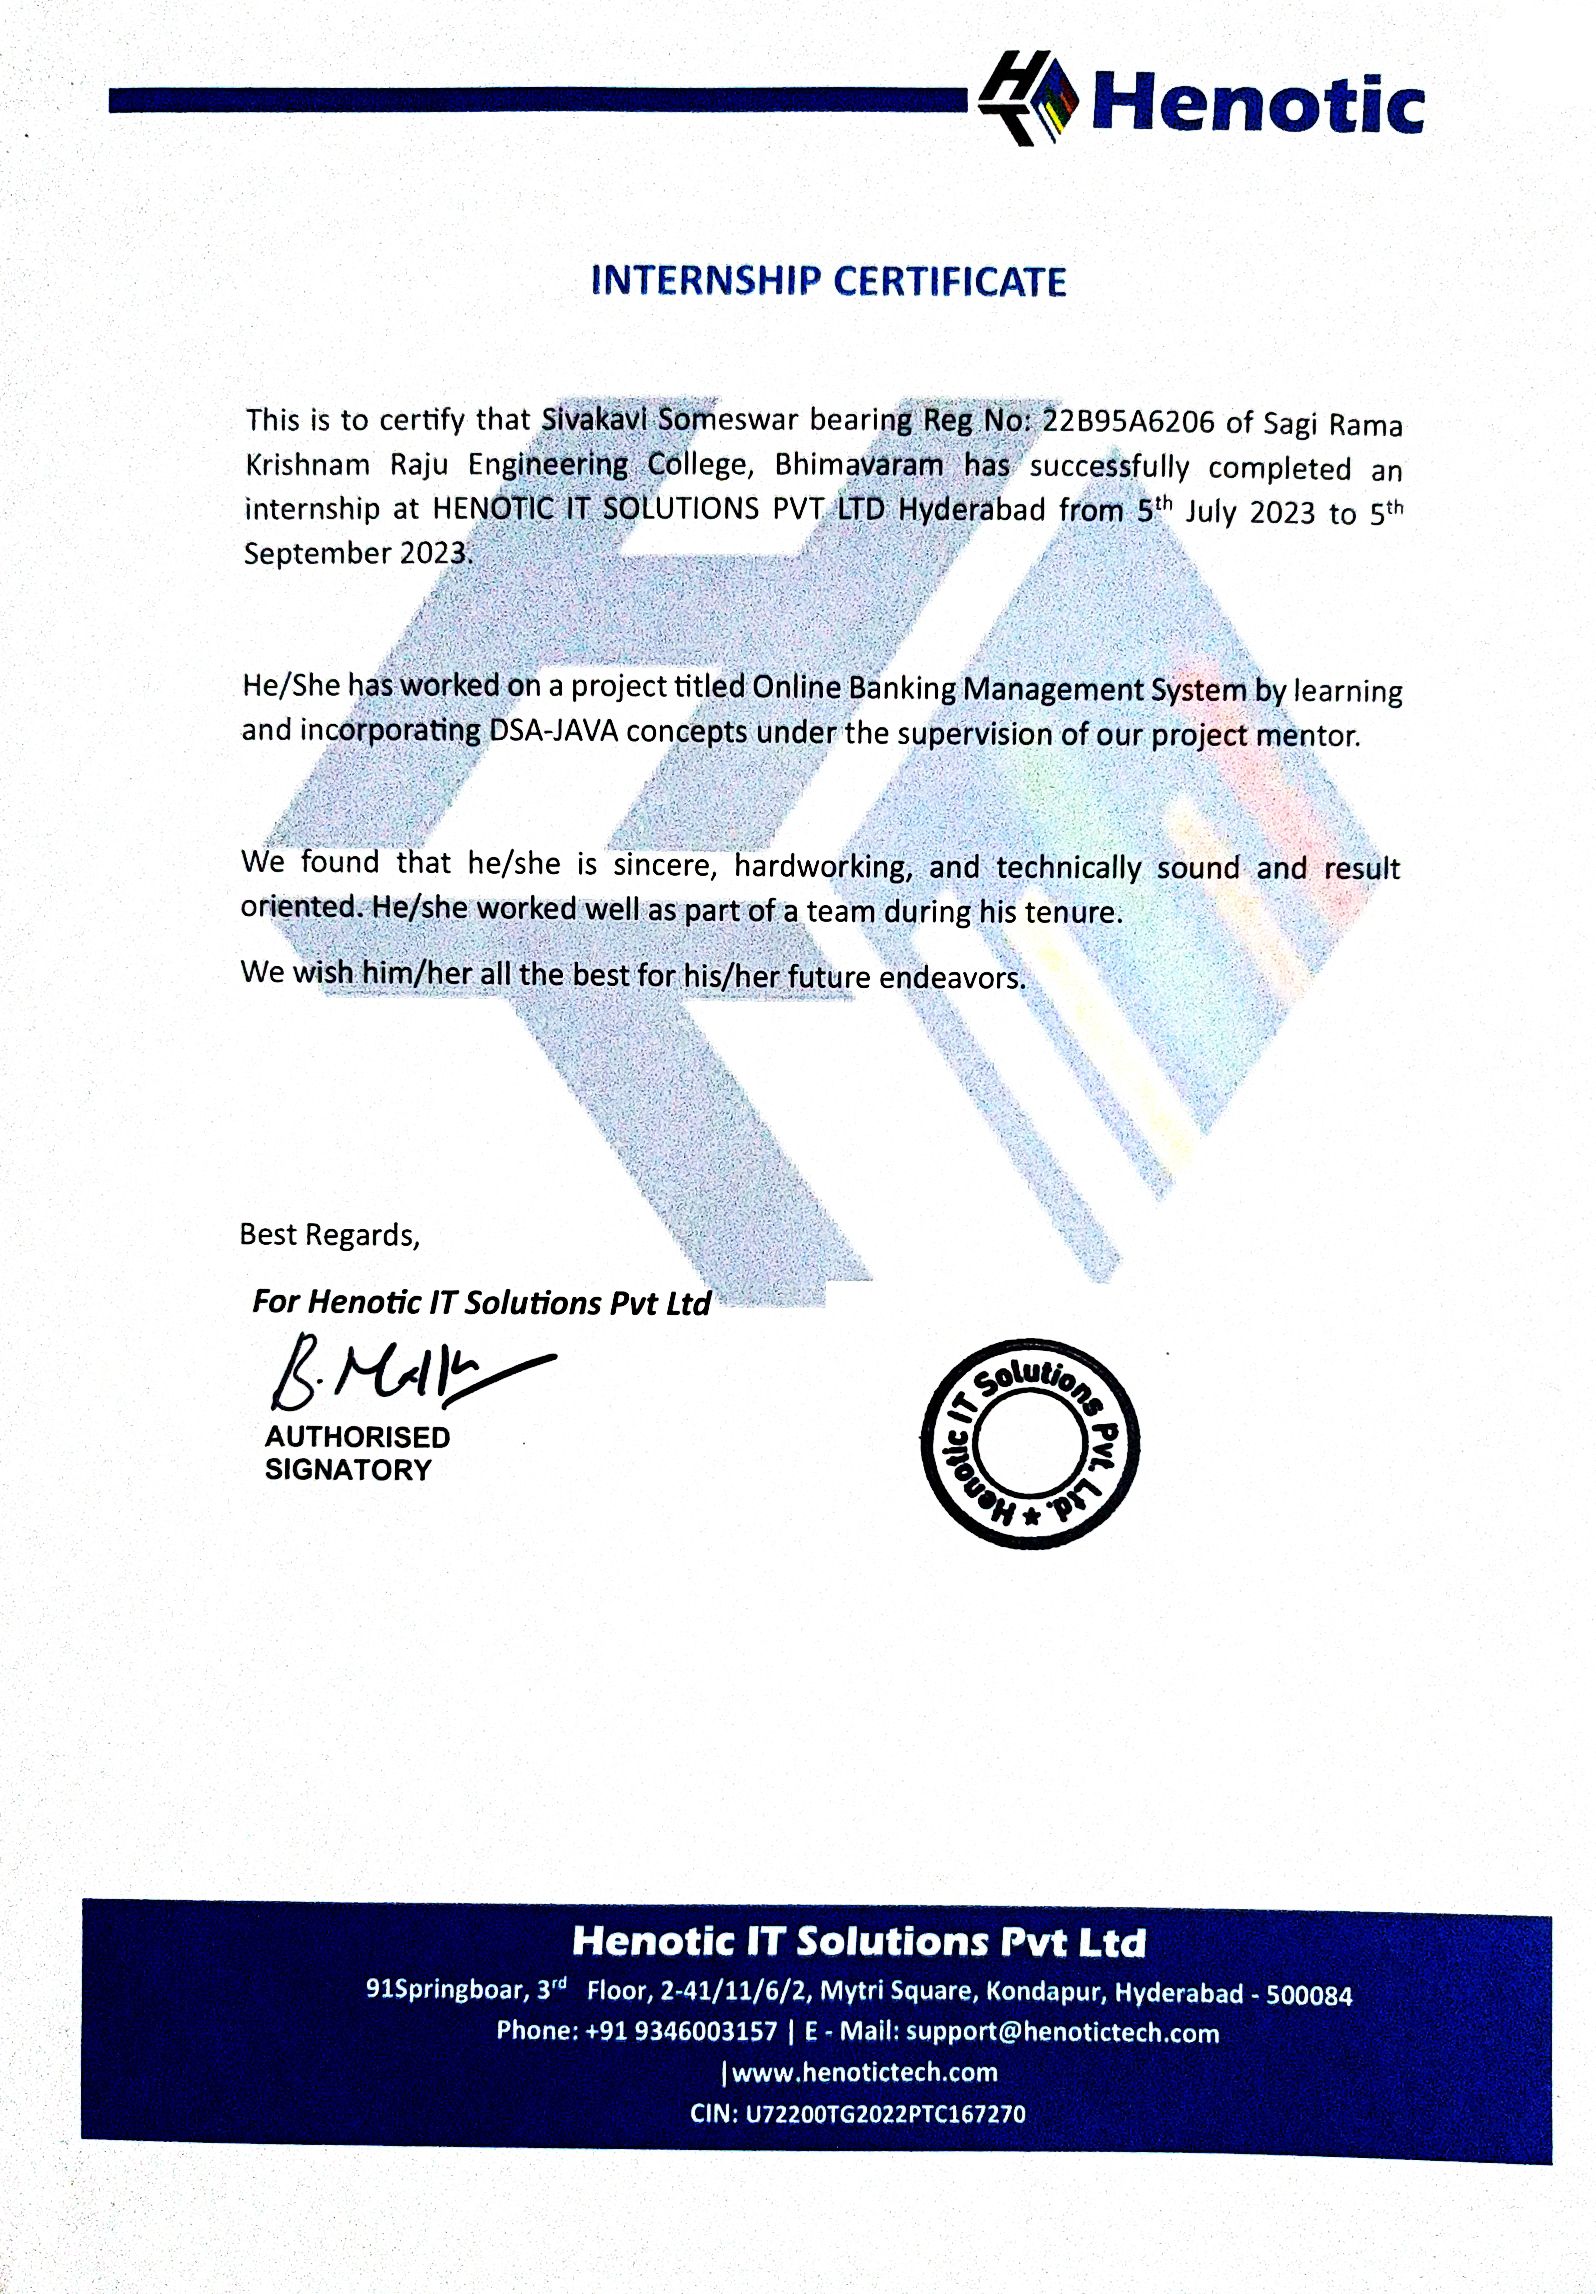 HT Henotic
INTERNSHIP CERTIFICATE
This is to certify that Sivakavi Someswar bearing Reg No: 22B95A6206 of Sagi Rama
Krishnam Raju Engineering College, Bhimavaram has successfully completed an
internship at HENOTIC IT SOLUTIONS PVT LTD Hyderabad from 5th July 2023 to 5th
September 2023.
He/She has worked on a project titled Online Banking Management System by learning
and incorporating DSA-JAVA concepts under the supervision of our project mentor.
We found that he/she is sincere, hardworking, and technically sound and result
oriented. He/she worked well as part of a team during his tenure.
We wish him/her all the best for his/her future endeavors.
Best Regards,
For Henotic IT Solutions Pvt Ltd
AUTHORISED
SIGNATORY
Henotic IT Solutions Pvt. Ltd.
Henotic IT Solutions Pvt Ltd
91Springboar, 3rd Floor, 2-41/11/6/2, Mytri Square, Kondapur, Hyderabad - 500084
Phone: +91 9346003157 | E - Mail: support@henotictech.com
|www.henotictech.com
CIN: U72200TG2022PTC167270